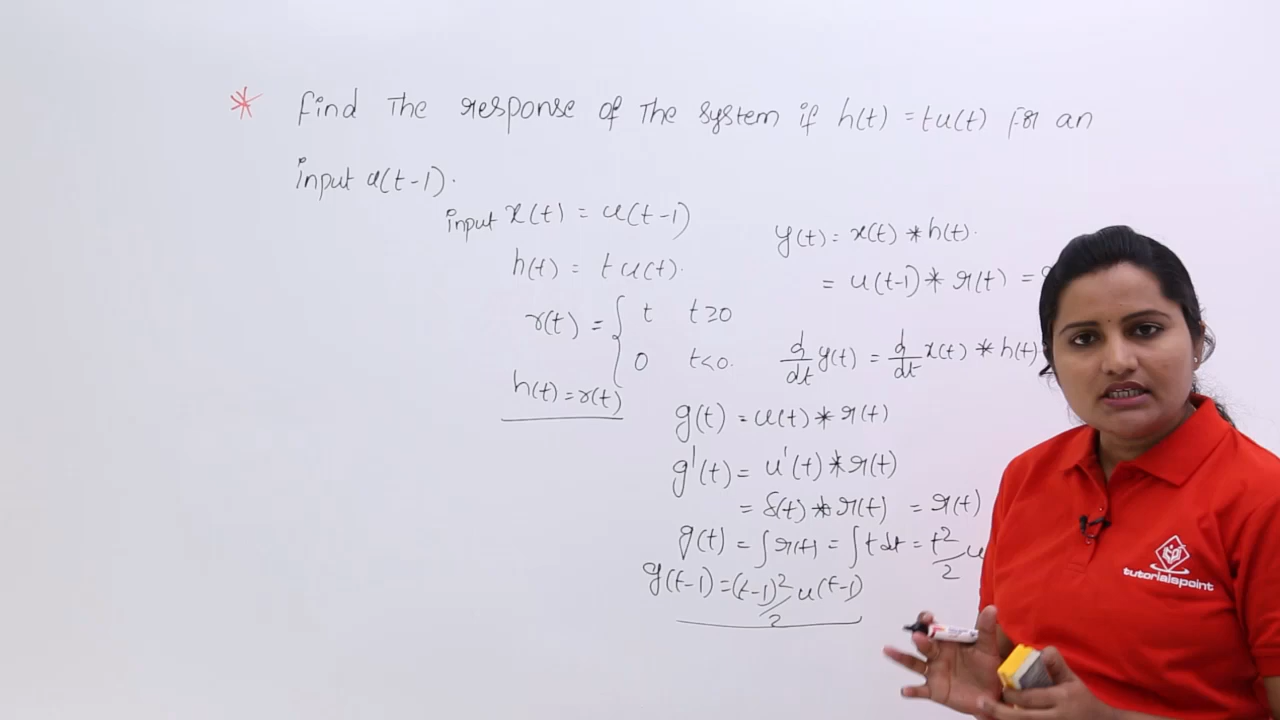 * Find The response of The system if h(t) = tu(t) For an
input u(t-1).
input x(t) = u(t-1)
h(t) = t u(t).
r(t) = { t t≥0
0 t<0.
h(t)=r(t)
y(t) = x(t) * h(t).
= u(t-1) * r(t) =
d/dt y(t) = d/dt x(t) * h(t)
g(t) = u(t) * r(t)
g'(t) = u'(t) * r(t)
= δ(t) * r(t) = r(t)
g(t) = ∫r(t) = ∫t dt = t²/2 u
g(t-1) = (t-1)²/2 u(t-1)
tutorialspoint